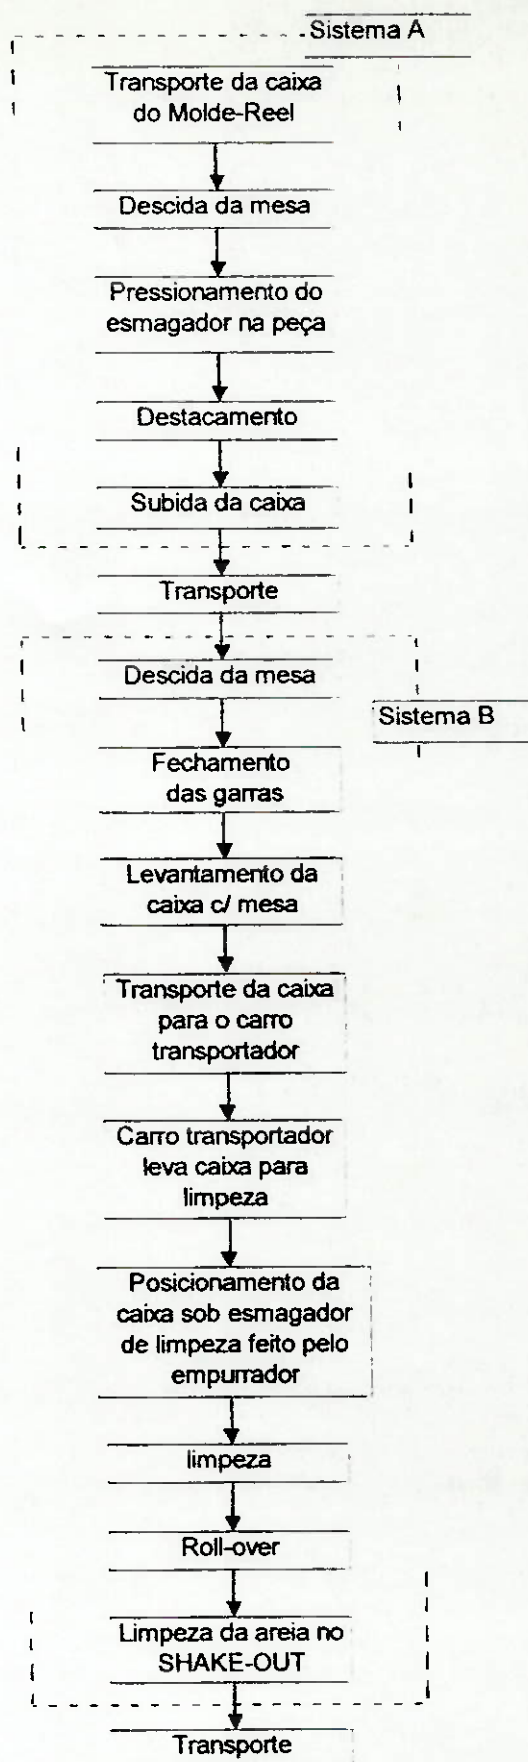 Sistema A
Transporte da caixa
do Molde-Reel
Descida da mesa
Pressionamento do
esmagador na peça
Destacamento
Subida da caixa
Transporte
Descida da mesa
Sistema B
Fechamento
das garras
Levantamento da
caixa c/ mesa
Transporte da caixa
para o carro
transportador
Carro transportador
leva caixa para
limpeza
Posicionamento da
caixa sob esmagador
de limpeza feito pelo
empurrador
limpeza
Roll-over
Limpeza da areia no
SHAKE-OUT
Transporte